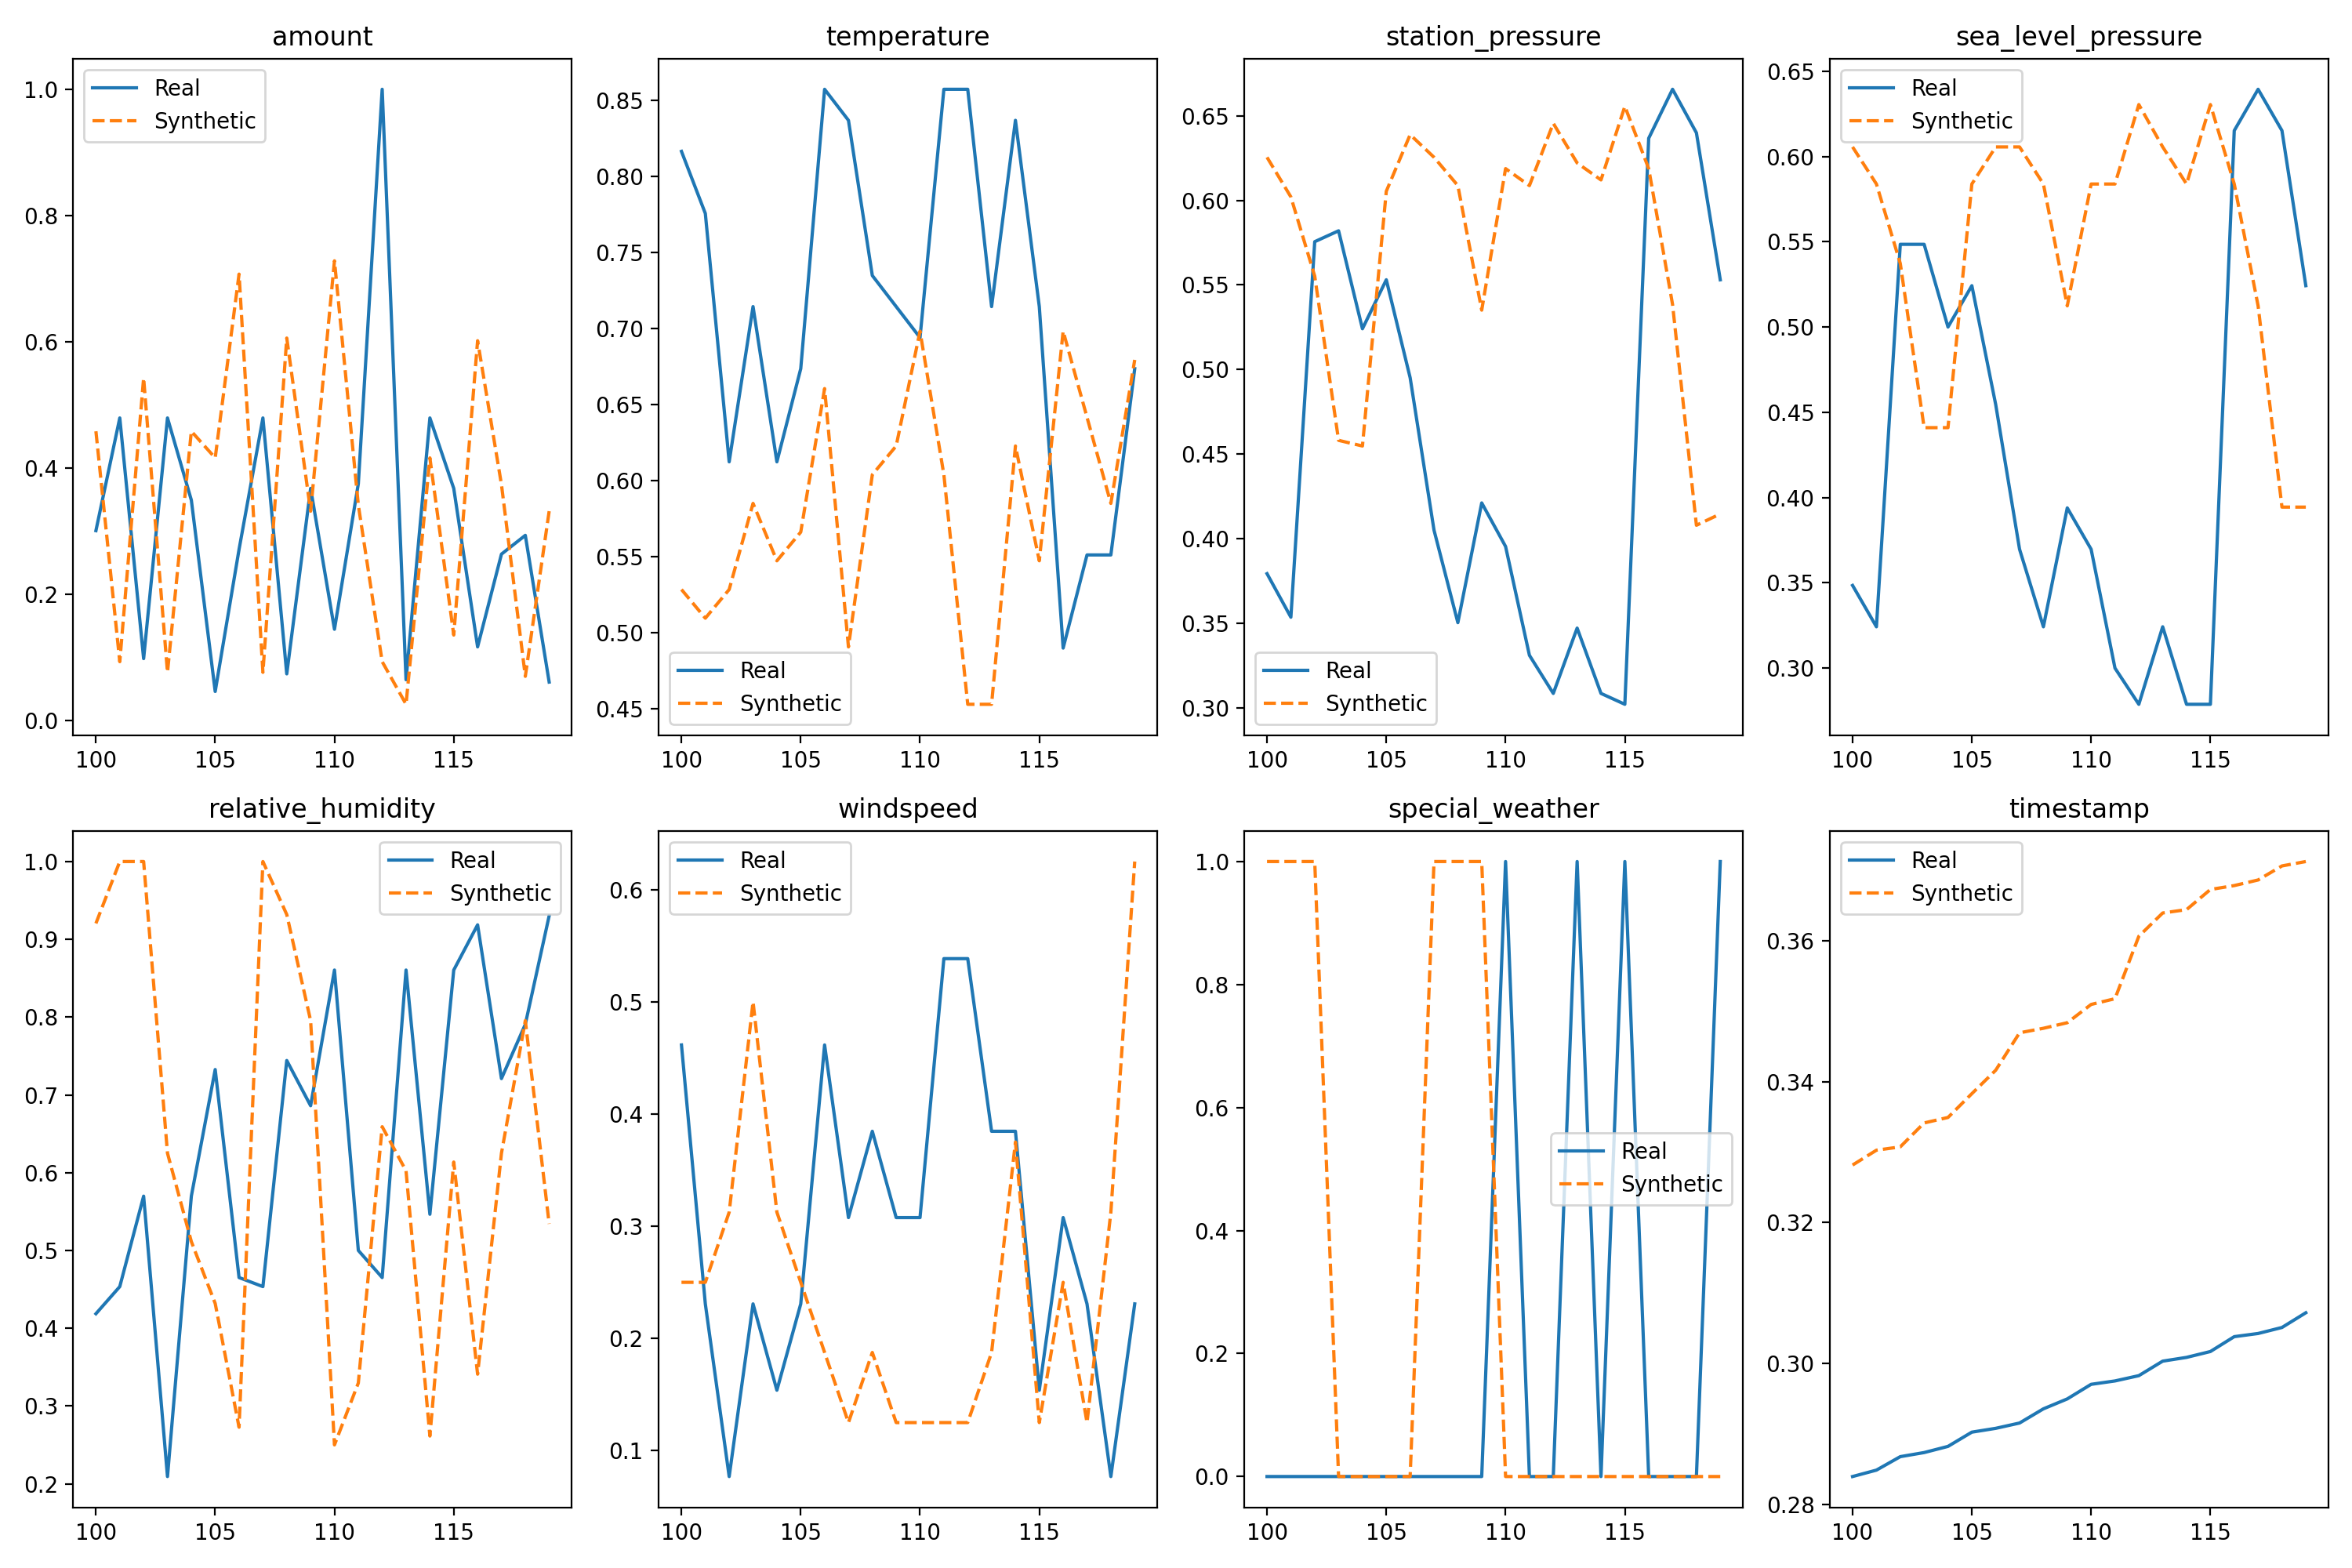 amount
Real
Synthetic
1.0
0.8
0.6
0.4
0.2
0.0
100 105 110 115
temperature
0.85
0.80
0.75
0.70
0.65
0.60
0.55
0.50
0.45
Real
Synthetic
100 105 110 115
station_pressure
0.65
0.60
0.55
0.50
0.45
0.40
0.35
0.30
Real
Synthetic
100 105 110 115
sea_level_pressure
Real
Synthetic
0.65
0.60
0.55
0.50
0.45
0.40
0.35
0.30
100 105 110 115
relative_humidity
Real
Synthetic
1.0
0.9
0.8
0.7
0.6
0.5
0.4
0.3
0.2
100 105 110 115
windspeed
Real
Synthetic
0.6
0.5
0.4
0.3
0.2
0.1
100 105 110 115
special_weather
1.0
0.8
0.6
0.4
0.2
0.0
Real
Synthetic
100 105 110 115
timestamp
Real
Synthetic
0.36
0.34
0.32
0.30
0.28
100 105 110 115